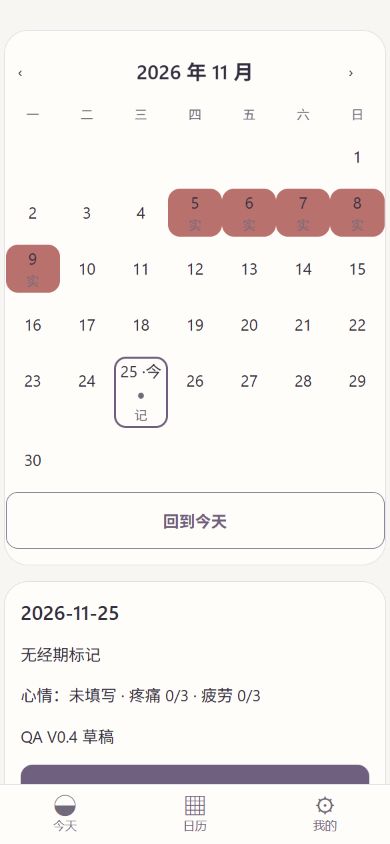 ‹ 2026 年 11 月 ›
一 二 三 四 五 六 日
1
2 3 4 5 6 7 8
实 实 实 实
9 10 11 12 13 14 15
实
16 17 18 19 20 21 22
23 24 25 ·今 26 27 28 29
记
30
回到今天
2026-11-25
无经期标记
心情：未填写 · 疼痛 0/3 · 疲劳 0/3
QA V0.4 草稿
今天 日历 我的